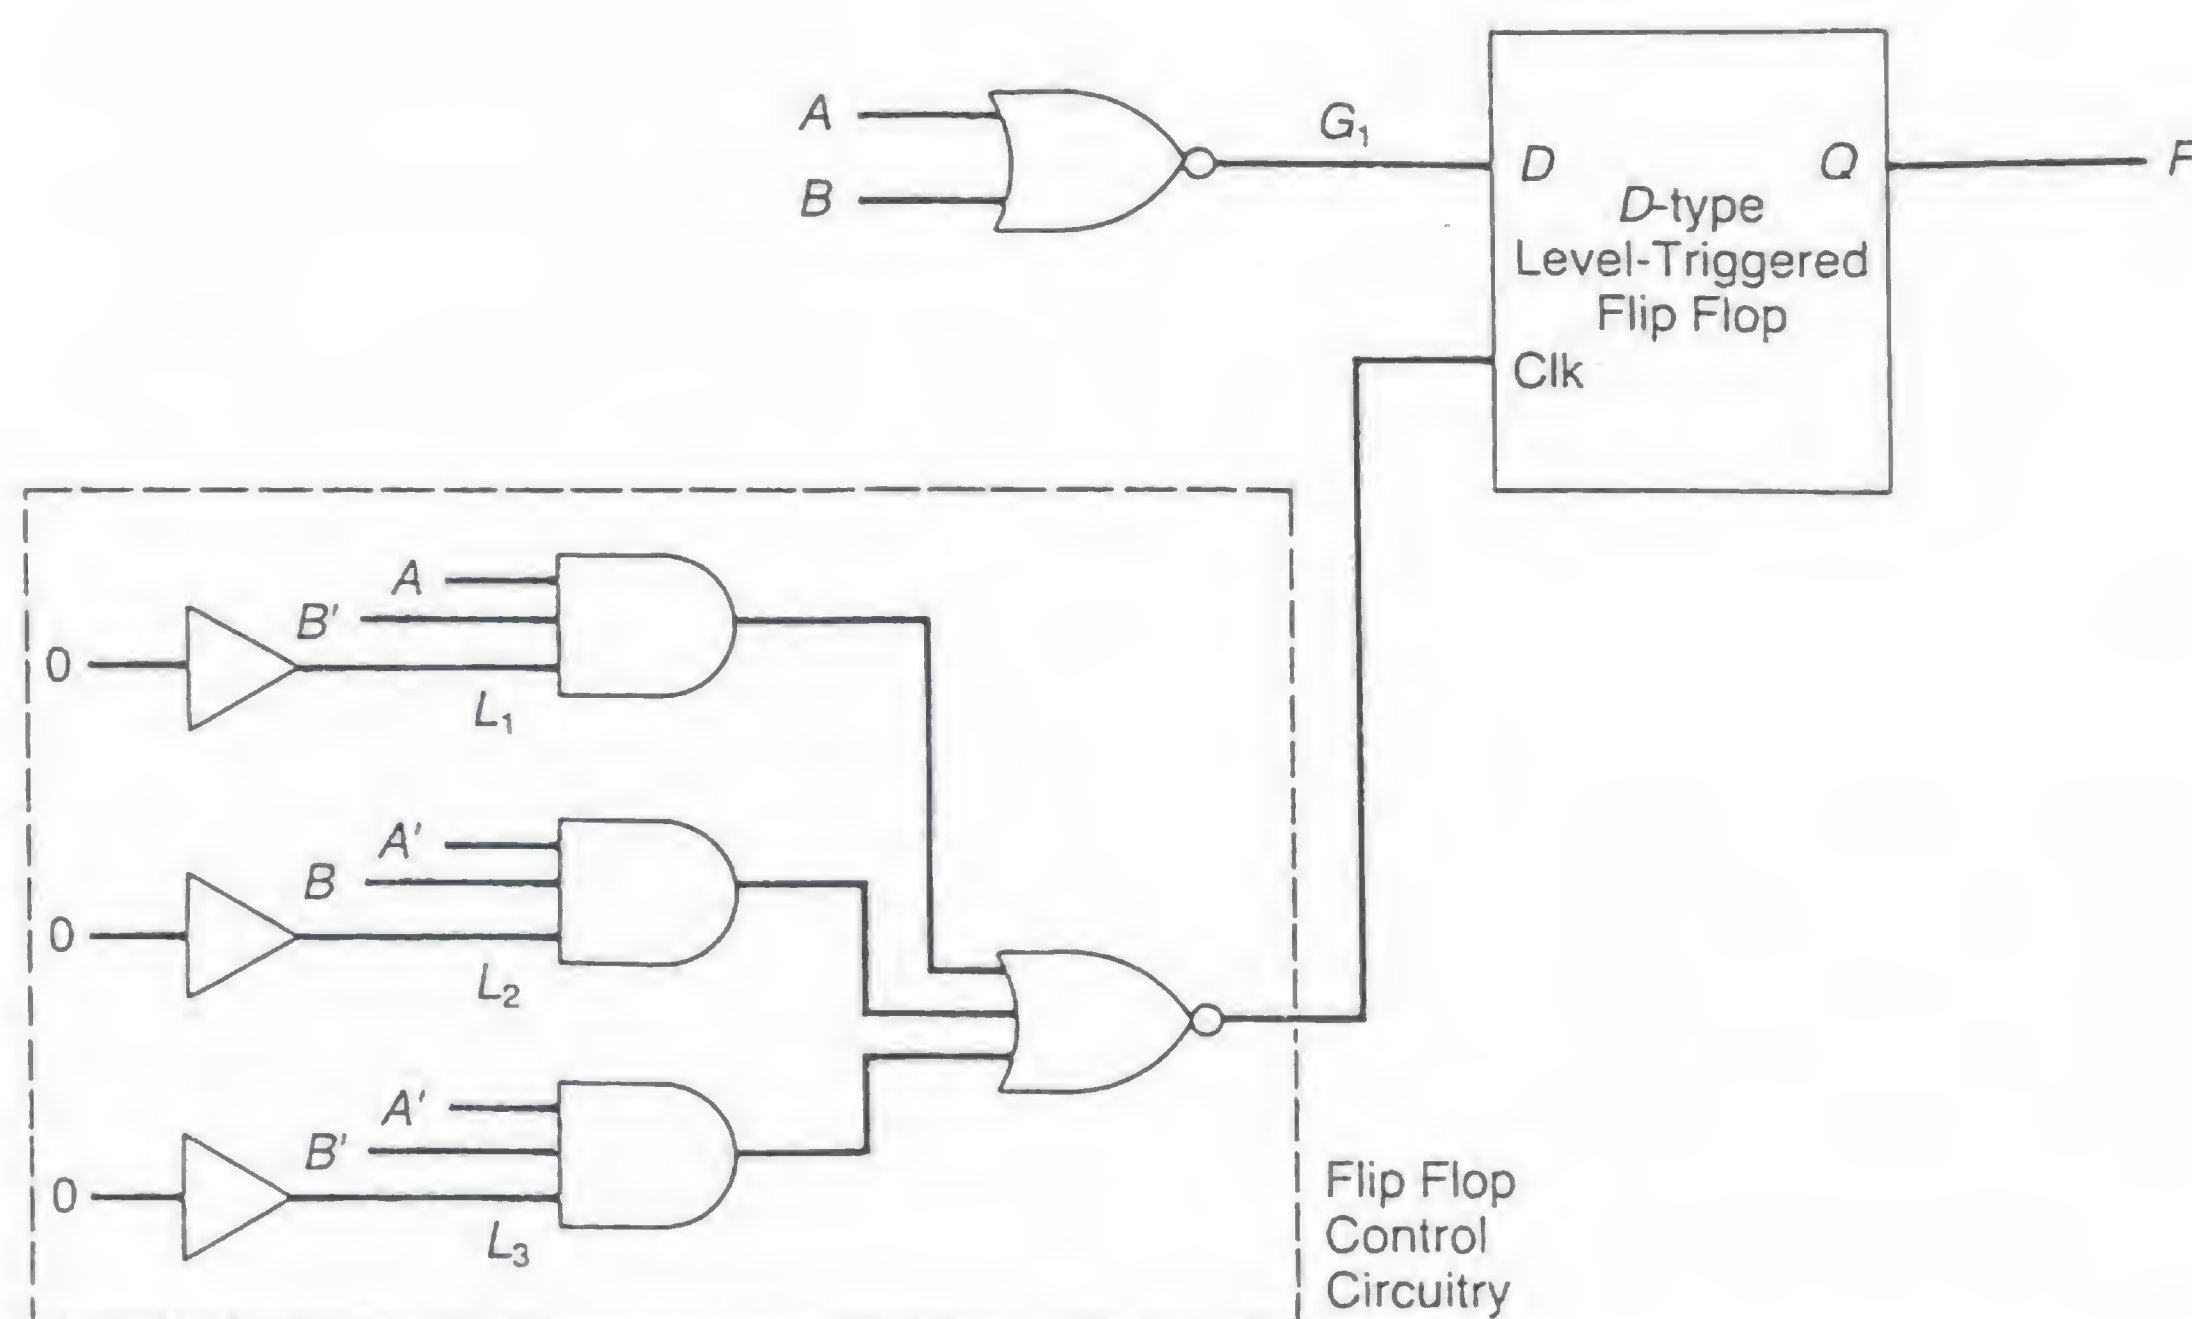 A
B
G₁
D
Q
F
D-type
Level-Triggered
Flip Flop
Clk
A
B'
0
L₁
A'
B
0
L₂
A'
B'
0
L₃
Flip Flop
Control
Circuitry